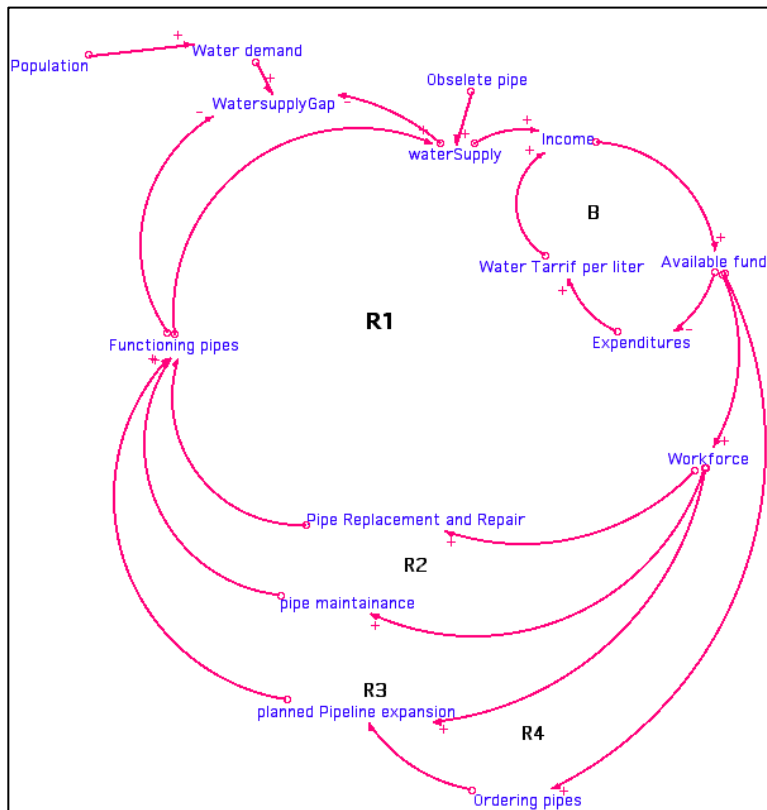 Population
Water demand
WatersupplyGap
Obselete pipe
waterSupply
Income
B
Water Tarrif per liter
Available fund
Expenditures
R1
Functioning pipes
Workforce
Pipe Replacement and Repair
R2
pipe maintainance
R3
planned Pipeline expansion
R4
Ordering pipes